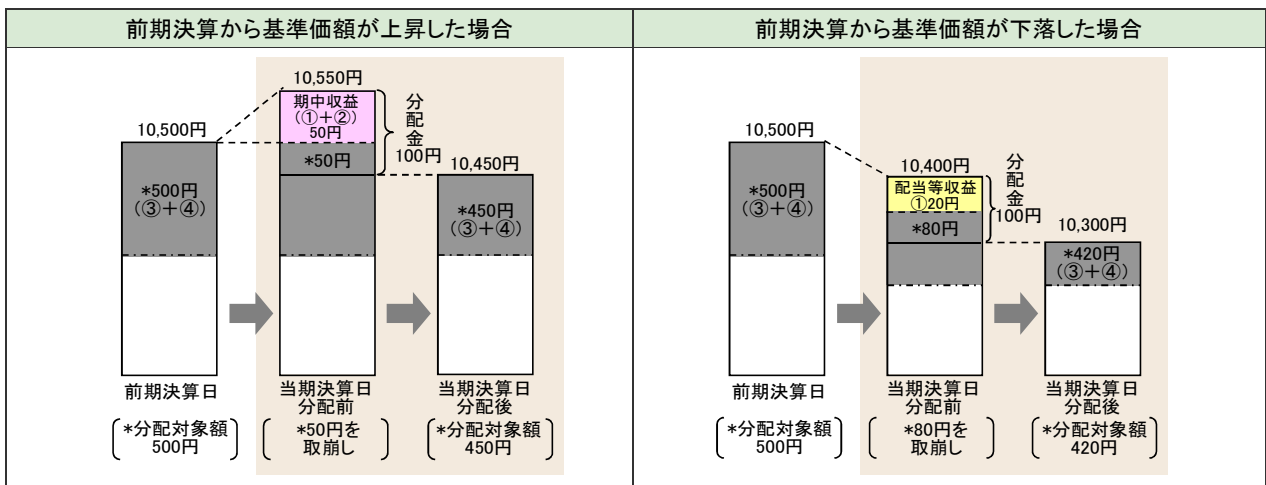 前期決算から基準価額が上昇した場合
10,550円
期中収益
(①+②)
50円
分配金
100円
10,500円
*50円
10,450円
*500円
(③+④)
*450円
(③+④)
前期決算日
当期決算日
分配前
当期決算日
分配後
*分配対象額
500円
*50円を
取崩し
*分配対象額
450円
前期決算から基準価額が下落した場合
10,500円
10,400円
分配金
100円
*500円
(③+④)
配当等収益
①20円
*80円
10,300円
*420円
(③+④)
前期決算日
当期決算日
分配前
当期決算日
分配後
*分配対象額
500円
*80円を
取崩し
*分配対象額
420円